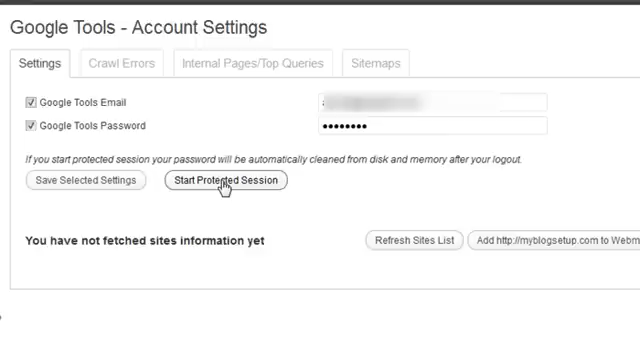 Google Tools - Account Settings
Settings
Crawl Errors
Internal Pages/Top Queries
Sitemaps
Google Tools Email
Google Tools Password
If you start protected session your password will be automatically cleaned from disk and memory after your logout.
Save Selected Settings
Start Protected Session
You have not fetched sites information yet
Refresh Sites List
Add http://myblogsetup.com to Webm